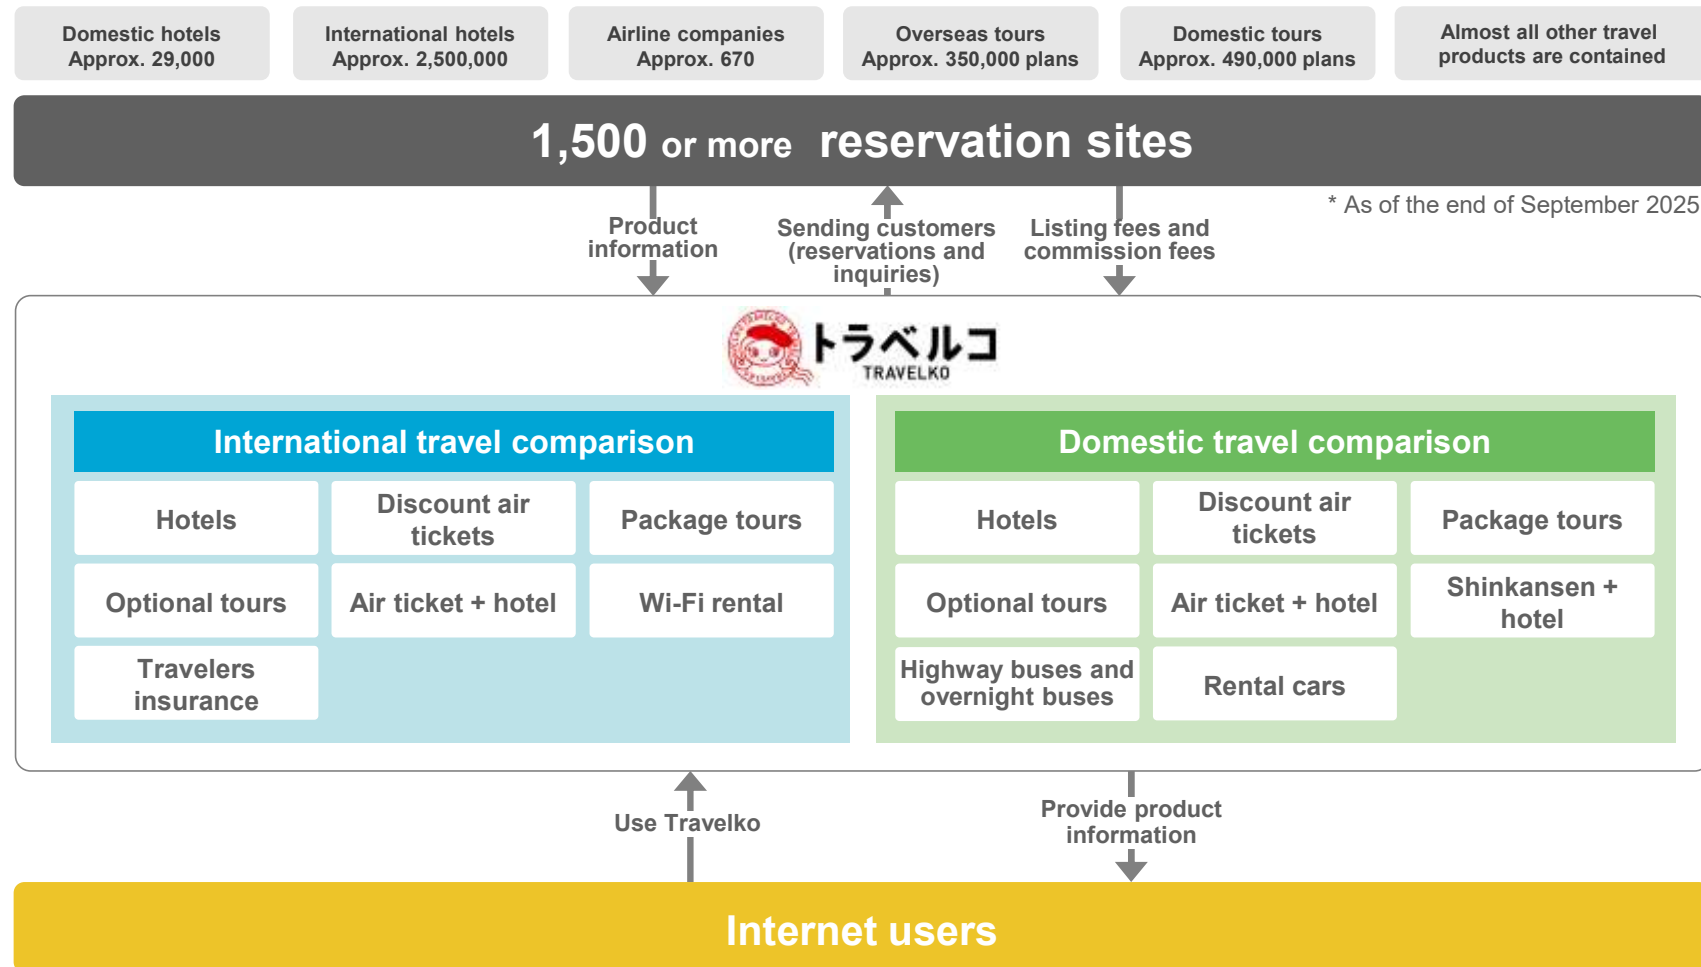 Domestic hotels
Approx. 29,000
International hotels
Approx. 2,500,000
Airline companies
Approx. 670
Overseas tours
Approx. 350,000 plans
Domestic tours
Approx. 490,000 plans
Almost all other travel
products are contained
1,500 or more reservation sites
* As of the end of September 2025
Product
information
Sending customers
(reservations and
inquiries)
Listing fees and
commission fees
トラベルコ
TRAVELKO
International travel comparison
Hotels
Discount air
tickets
Package tours
Optional tours
Air ticket + hotel
Wi-Fi rental
Travelers
insurance
Domestic travel comparison
Hotels
Discount air
tickets
Package tours
Optional tours
Air ticket + hotel
Shinkansen +
hotel
Highway buses and
overnight buses
Rental cars
Use Travelko
Provide product
information
Internet users